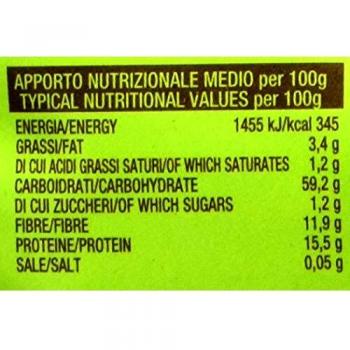 APPORTO NUTRIZIONALE MEDIO per 100g
TYPICAL NUTRITIONAL VALUES per 100g
ENERGIA/ENERGY 1455 kJ/kcal 345
GRASSI/FAT 3,4 g
DI CUI ACIDI GRASSI SATURI/OF WHICH SATURATES 1,2 g
CARBOIDRATI/CARBOHYDRATE 59,2 g
DI CUI ZUCCHERI/OF WHICH SUGARS 1,2 g
FIBRE/FIBRE 11,9 g
PROTEINE/PROTEIN 15,5 g
SALE/SALT 0,05 g